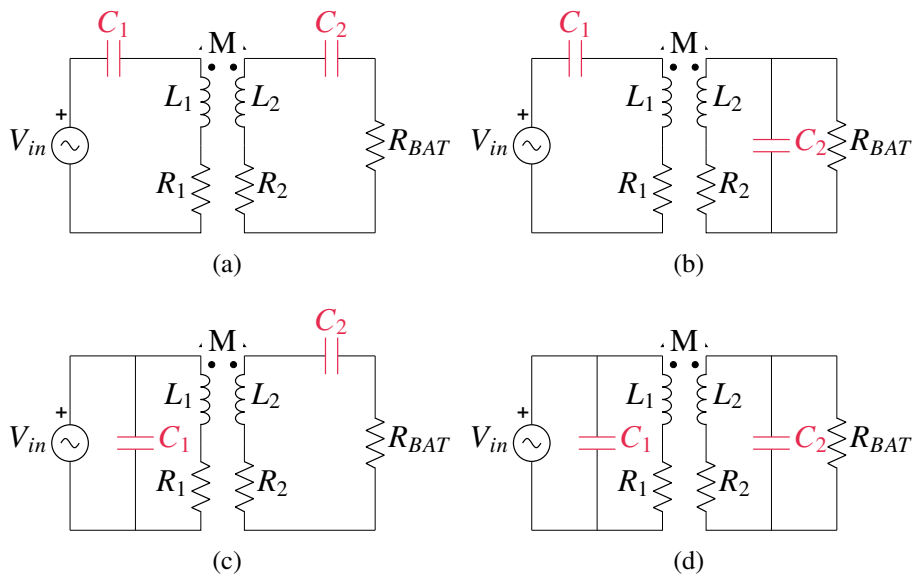 C1 M C2
+ L1 L2
Vin RBAT
R1 R2
(a)
C1 M
+ L1 L2
Vin C2 RBAT
R1 R2
(b)
M C2
+ L1 L2
Vin C1 RBAT
R1 R2
(c)
M
+ L1 L2
Vin C1 C2 RBAT
R1 R2
(d)